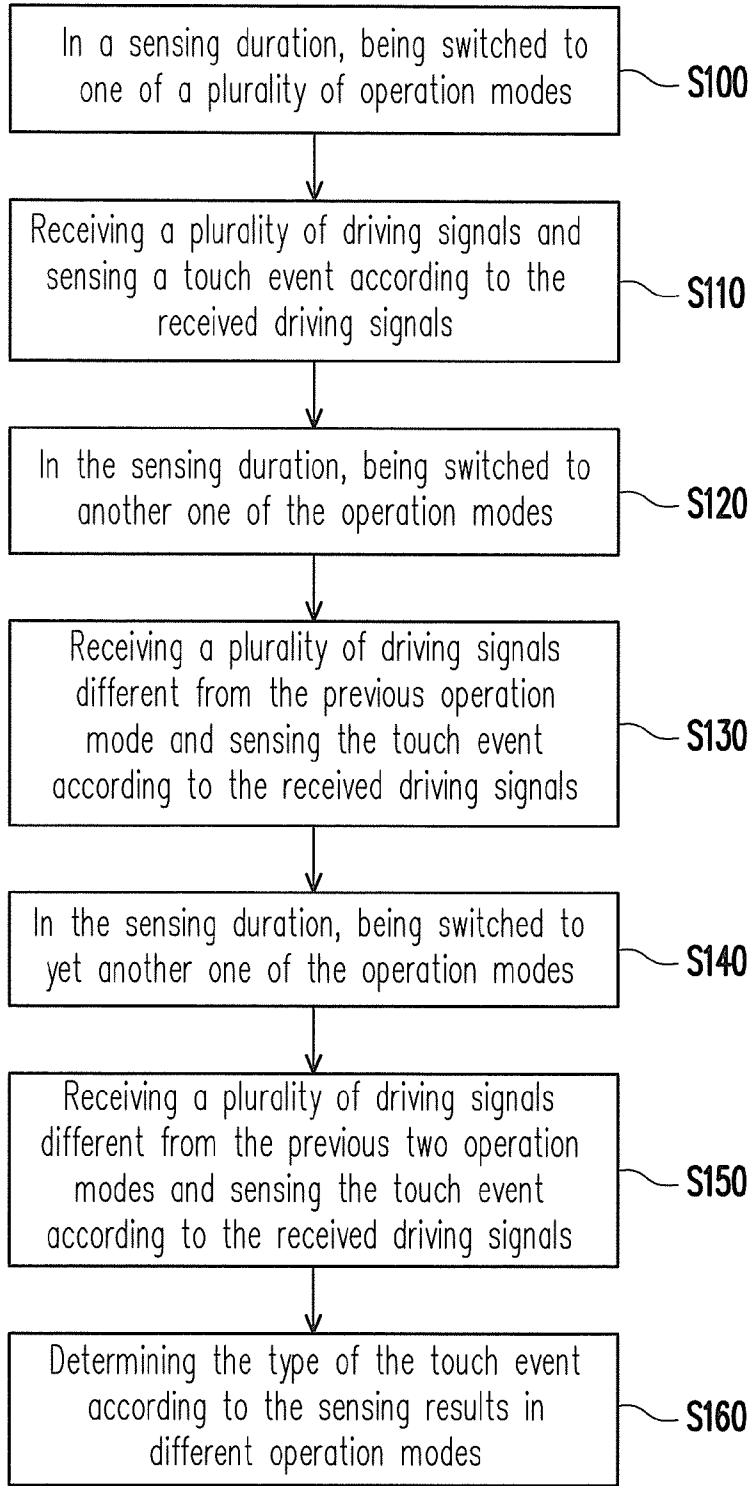 In a sensing duration, being switched to
one of a plurality of operation modes
S100
Receiving a plurality of driving signals and
sensing a touch event according to the
received driving signals
S110
In the sensing duration, being switched to
another one of the operation modes
S120
Receiving a plurality of driving signals
different from the previous operation
mode and sensing the touch event
according to the received driving signals
S130
In the sensing duration, being switched to
yet another one of the operation modes
S140
Receiving a plurality of driving signals
different from the previous two operation
modes and sensing the touch event
according to the received driving signals
S150
Determining the type of the touch event
according to the sensing results in
different operation modes
S160